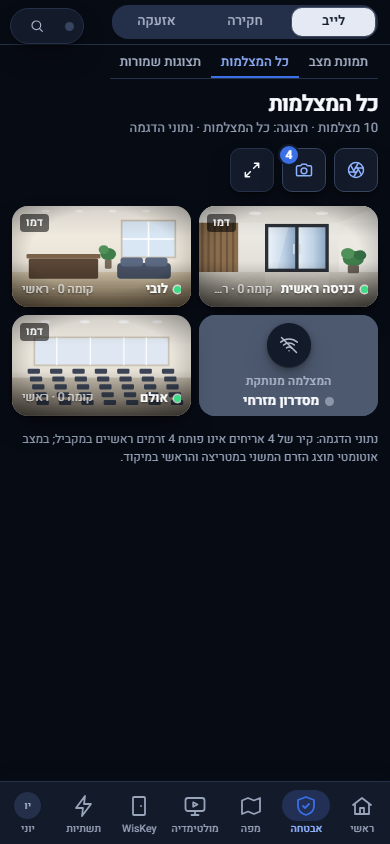 לייב
חקירה
אזעקה
תמונת מצב
כל המצלמות
תצוגות שמורות
כל המצלמות
10 מצלמות · תצוגה: כל המצלמות · נתוני הדגמה
4
דמו
כניסה ראשית
קומה 0 · ר...
דמו
לובי
קומה 0 · ראשי
המצלמה מנותקת
מסדרון מזרחי
דמו
אולם
קומה 0 · ראשי
נתוני הדגמה: קיר של 4 אריחים אינו פותח 4 זרמים ראשיים במקביל; במצב
אוטומטי מוצג הזרם המשני במטריצה והראשי במיקוד.
ראשי
אבטחה
מפה
מולטימדיה
WisKey
תשתיות
יו
יוני